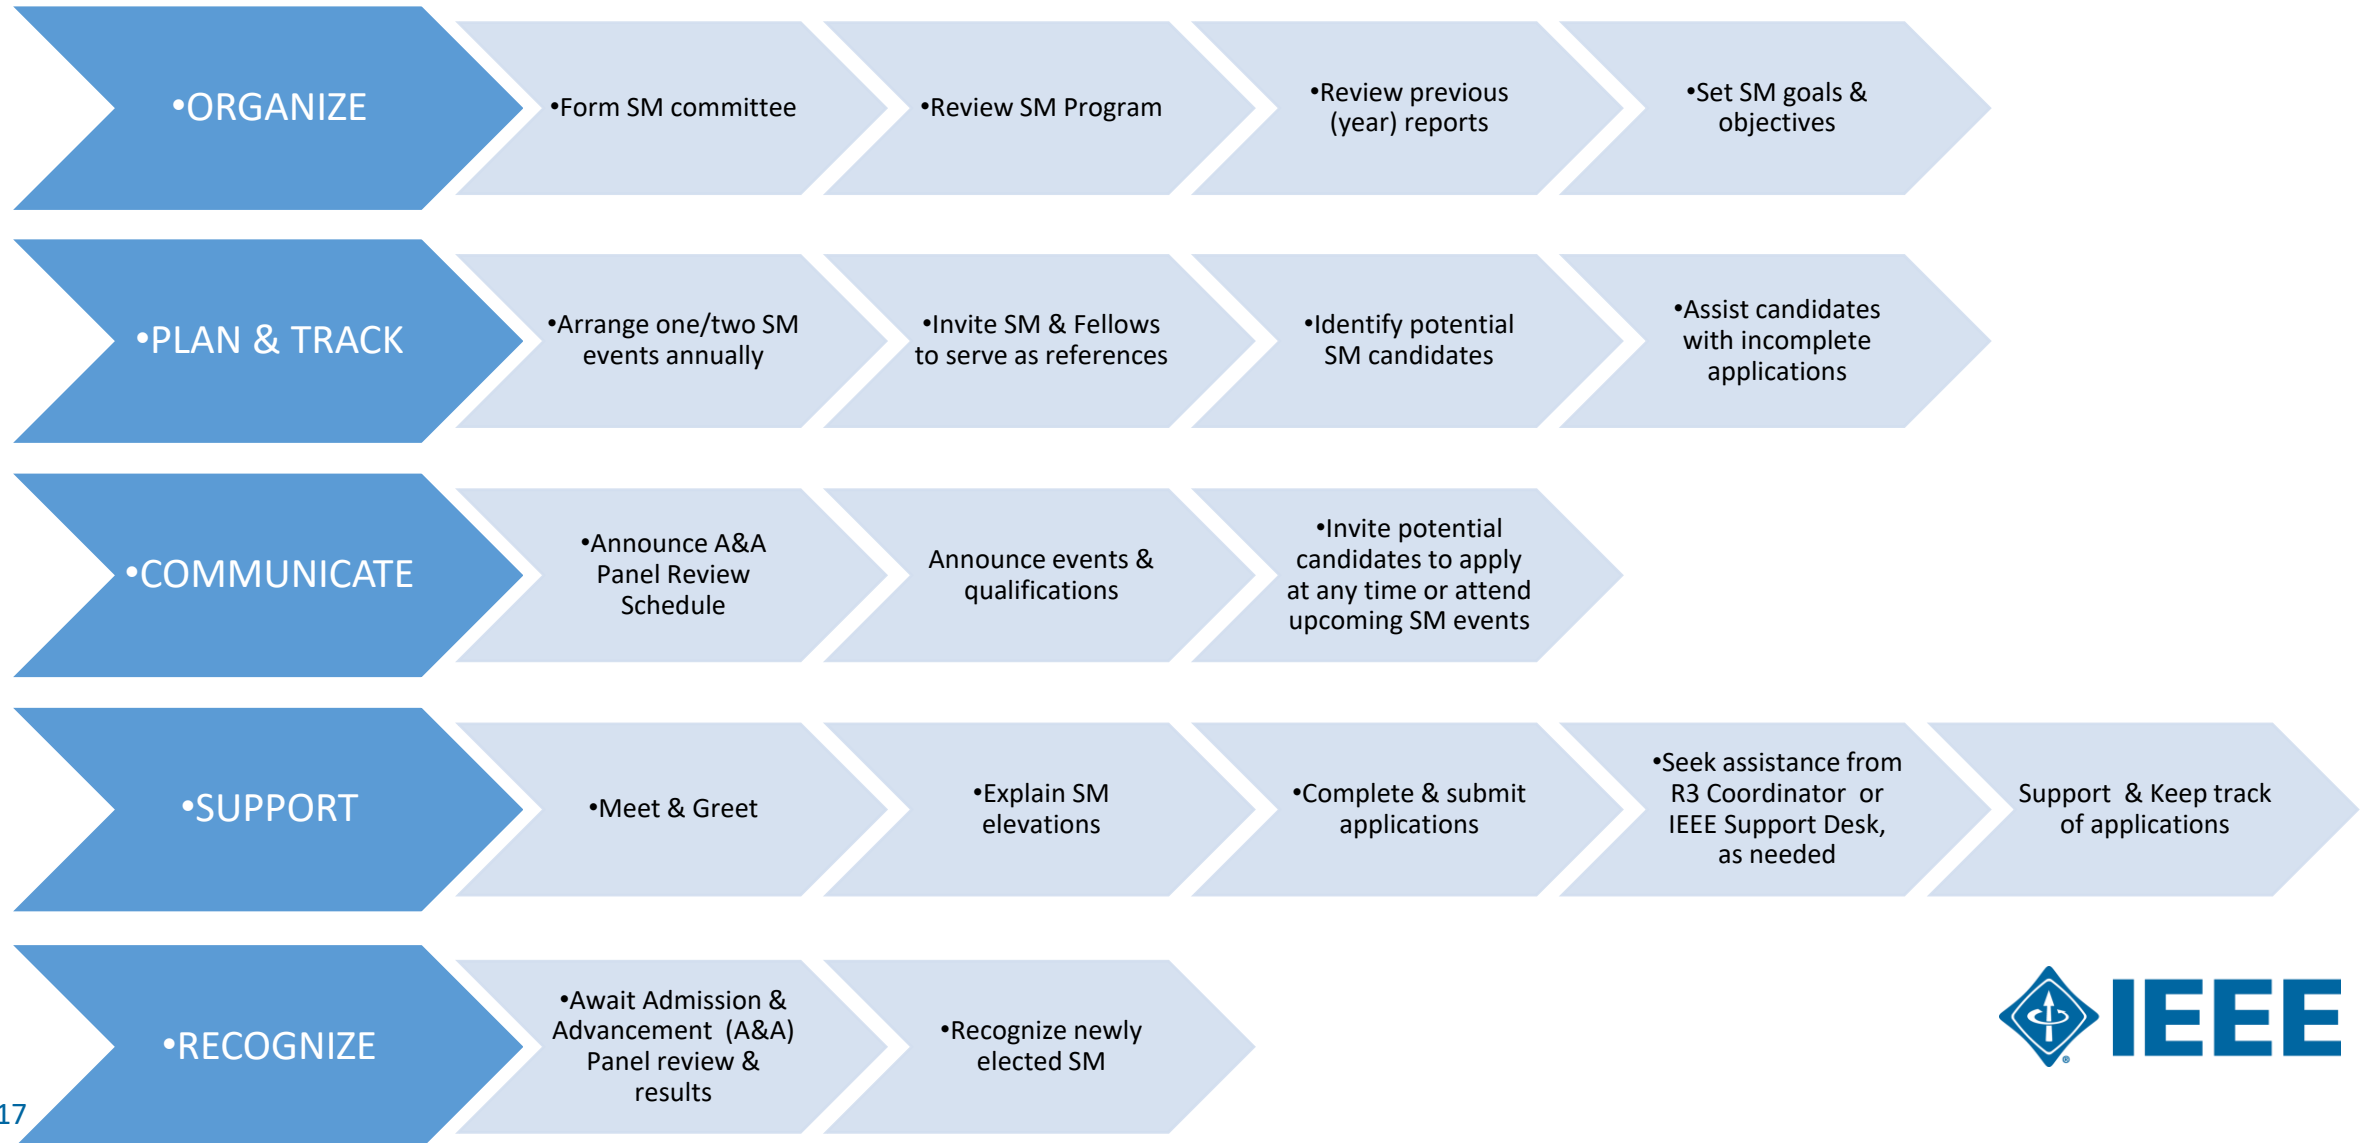 •ORGANIZE
•Form SM committee
•Review SM Program
•Review previous
(year) reports
•Set SM goals &
objectives
•PLAN & TRACK
•Arrange one/two SM
events annually
•Invite SM & Fellows
to serve as references
•Identify potential
SM candidates
•Assist candidates
with incomplete
applications
•COMMUNICATE
•Announce A&A
Panel Review
Schedule
Announce events &
qualifications
•Invite potential
candidates to apply
at any time or attend
upcoming SM events
•SUPPORT
•Meet & Greet
•Explain SM
elevations
•Complete & submit
applications
•Seek assistance from
R3 Coordinator  or
IEEE Support Desk,
as needed
Support  & Keep track
of applications
•RECOGNIZE
•Await Admission &
Advancement  (A&A)
Panel review &
results
•Recognize newly
elected SM
IEEE
®
17